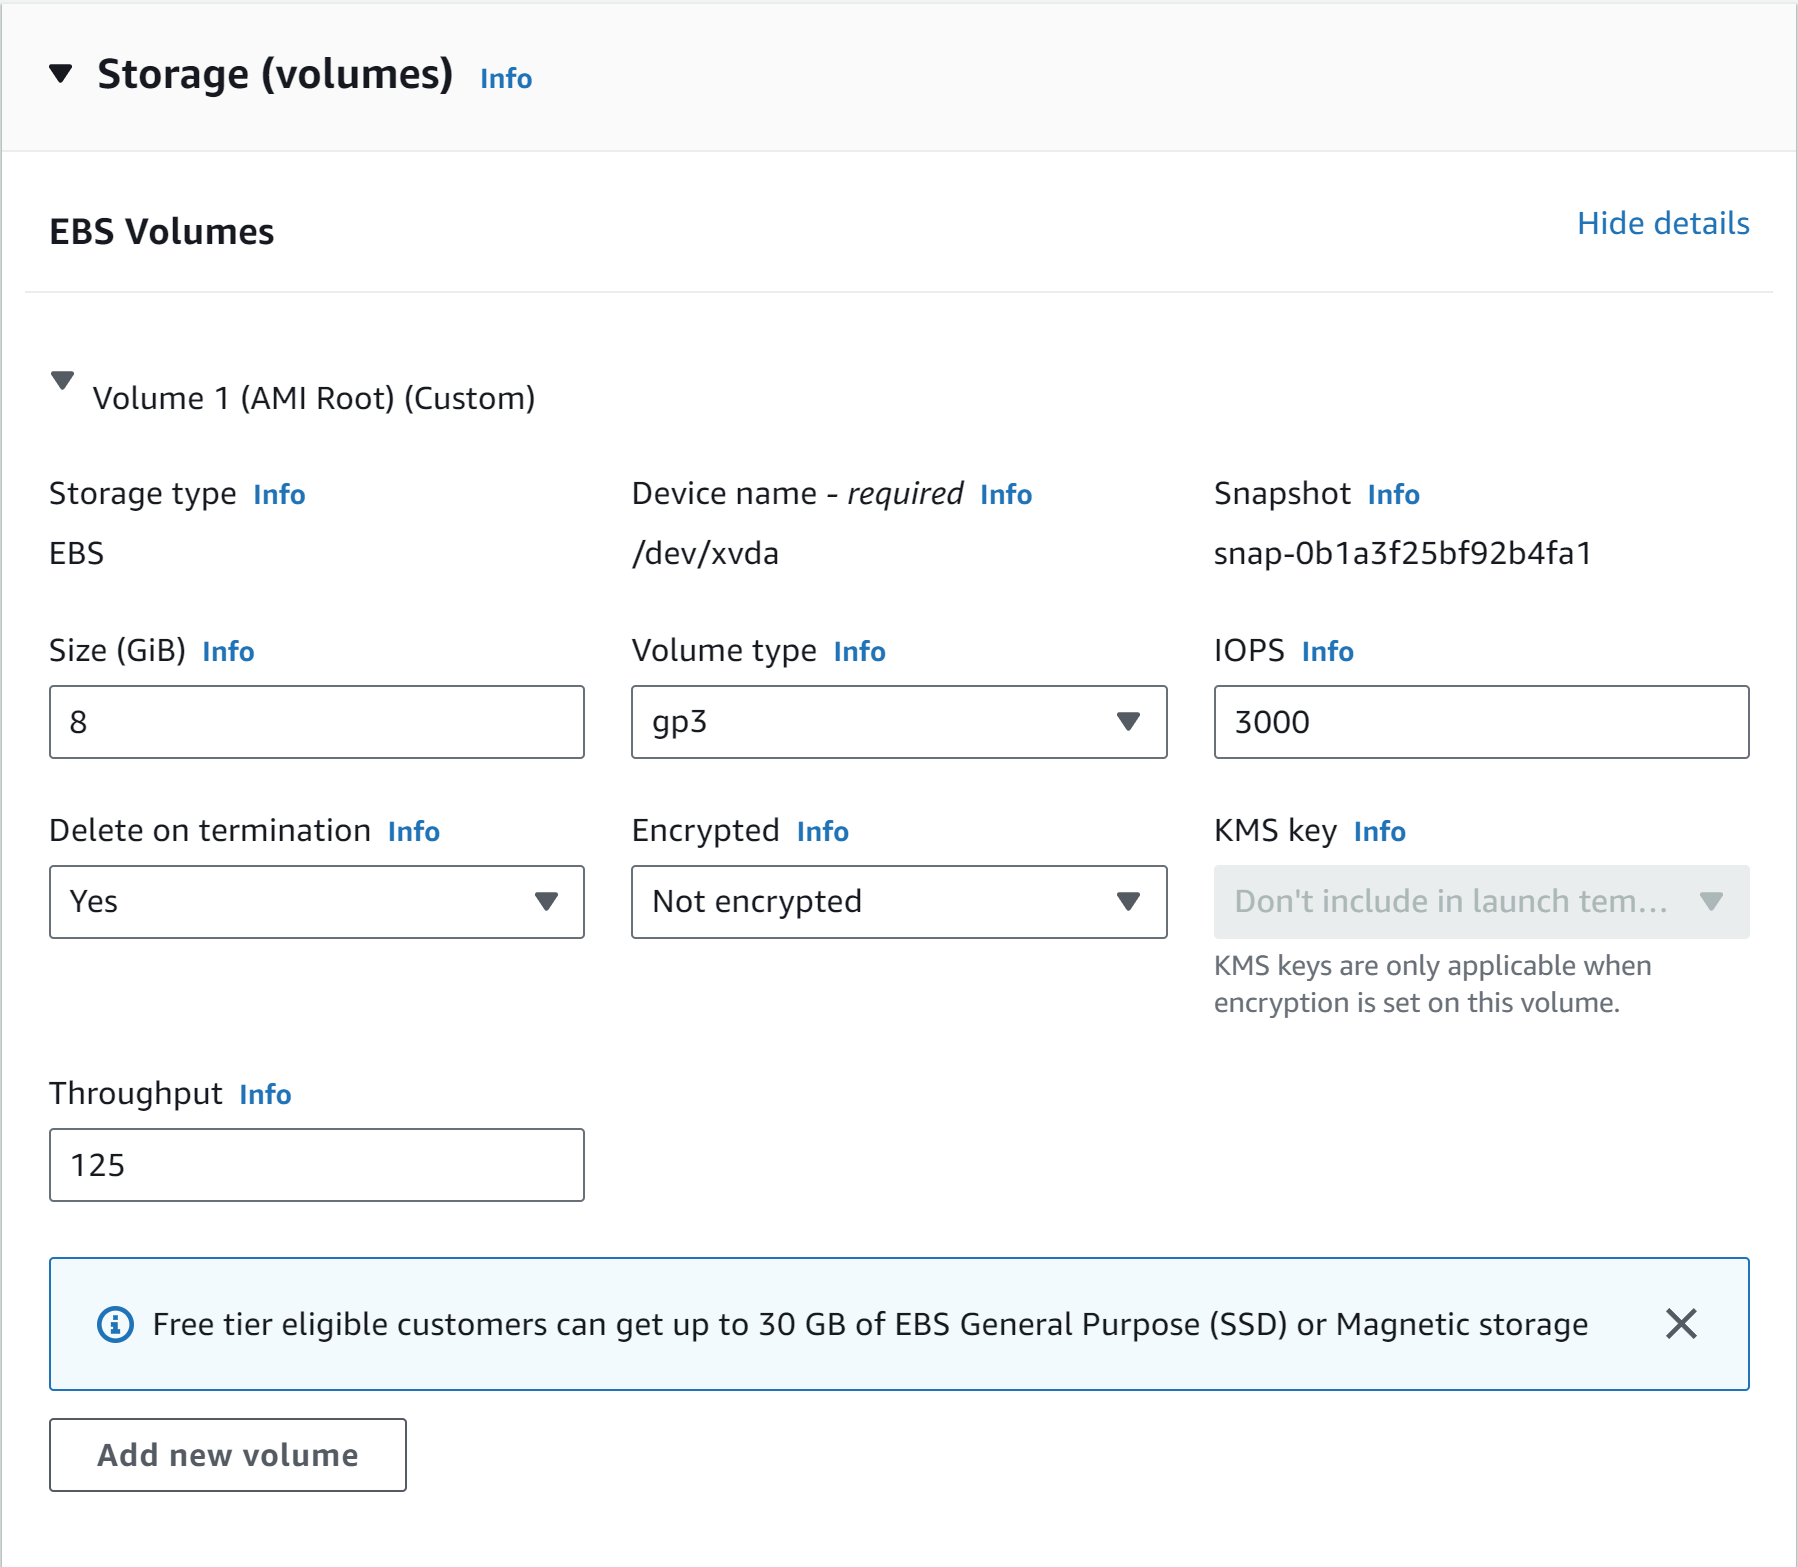 Storage (volumes) Info
EBS Volumes
Hide details
Volume 1 (AMI Root) (Custom)
Storage type Info
EBS
Device name - required Info
/dev/xvda
Snapshot Info
snap-0b1a3f25bf92b4fa1
Size (GiB) Info
8
Volume type Info
gp3
IOPS Info
3000
Delete on termination Info
Yes
Encrypted Info
Not encrypted
KMS key Info
Don't include in launch tem...
KMS keys are only applicable when
encryption is set on this volume.
Throughput Info
125
Free tier eligible customers can get up to 30 GB of EBS General Purpose (SSD) or Magnetic storage
Add new volume